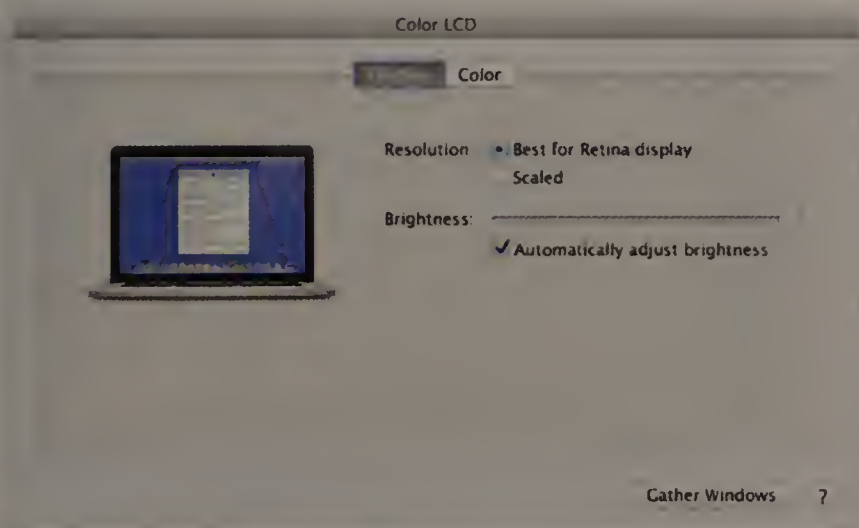 Color LCD
Color
Resolution Best for Retina display
Scaled
Brightness:
Automatically adjust brightness
Gather Windows ?